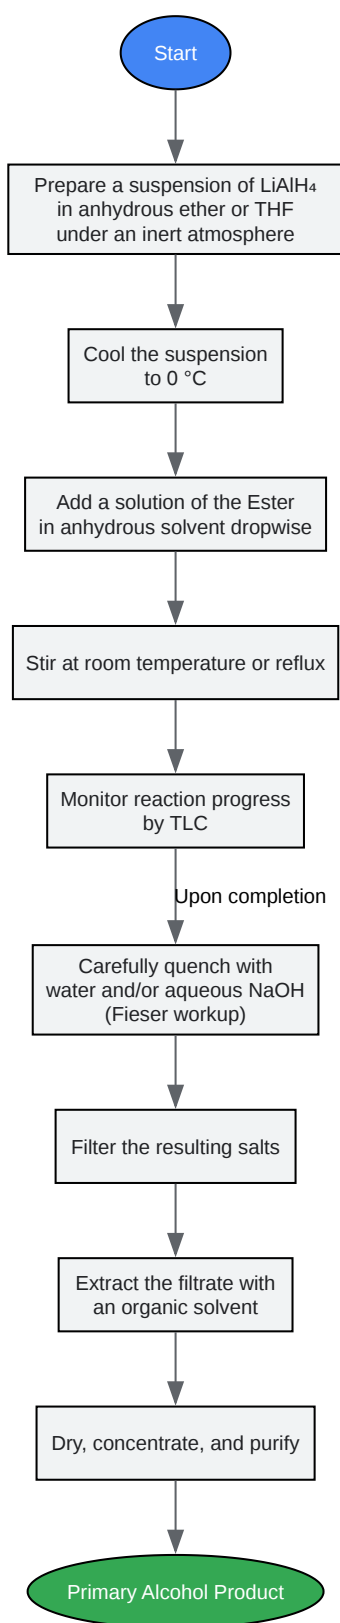 Start
Prepare a suspension of LiAlH₄
in anhydrous ether or THF
under an inert atmosphere
Cool the suspension
to 0 °C
Add a solution of the Ester
in anhydrous solvent dropwise
Stir at room temperature or reflux
Monitor reaction progress
by TLC
Upon completion
Carefully quench with
water and/or aqueous NaOH
(Fieser workup)
Filter the resulting salts
Extract the filtrate with
an organic solvent
Dry, concentrate, and purify
Primary Alcohol Product